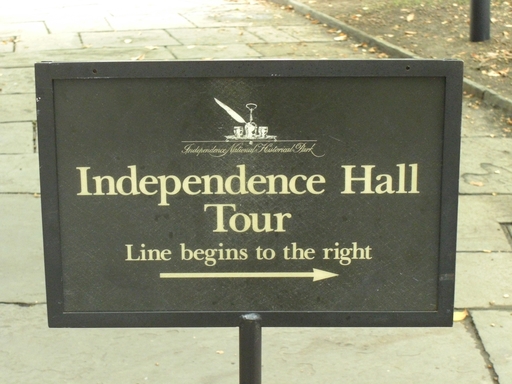 Independence National Historical Park
Independence Hall
Tour
Line begins to the right